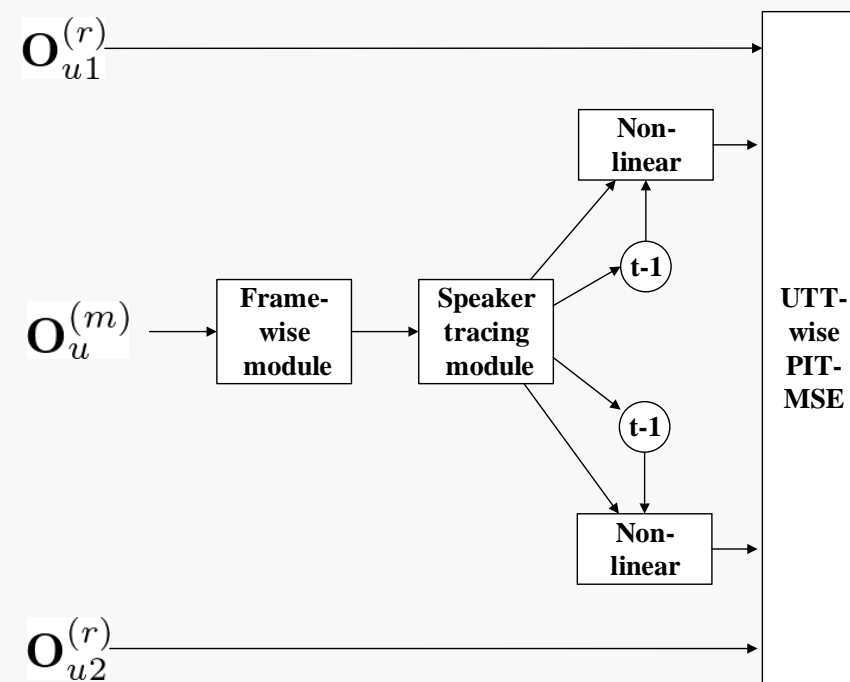 O_{u1}^{(r)}
Non-
linear
t-1
O_u^{(m)}
Frame-
wise
module
Speaker
tracing
module
UTT-
wise
PIT-
MSE
t-1
Non-
linear
O_{u2}^{(r)}